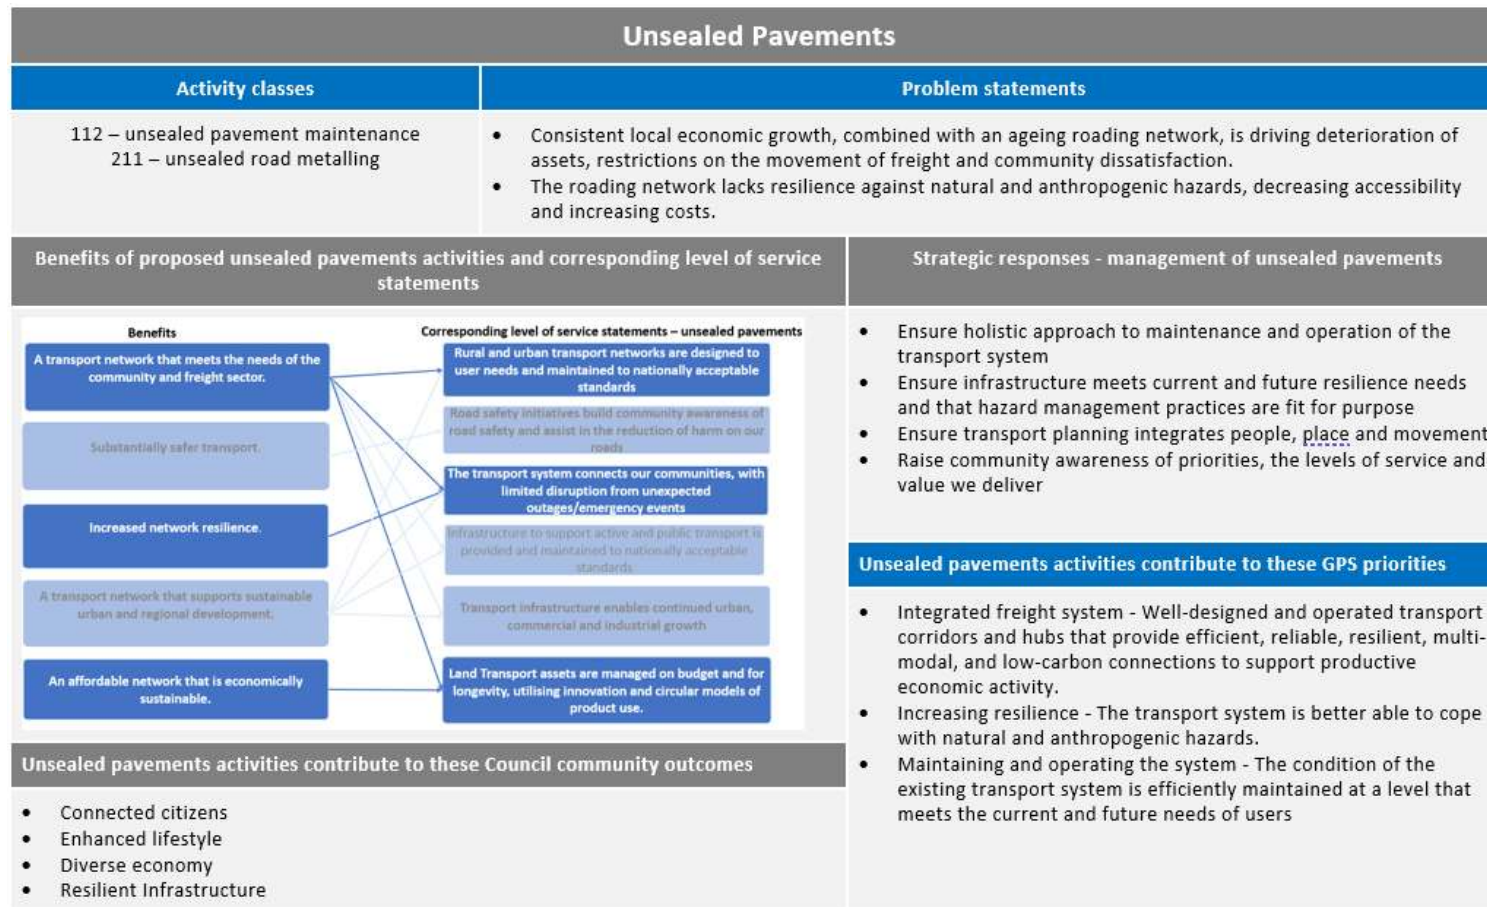 Unsealed Pavements
Activity classes
Problem statements
112 – unsealed pavement maintenance
211 – unsealed road metalling
• Consistent local economic growth, combined with an ageing roading network, is driving deterioration of
assets, restrictions on the movement of freight and community dissatisfaction.
• The roading network lacks resilience against natural and anthropogenic hazards, decreasing accessibility
and increasing costs.
Benefits of proposed unsealed pavements activities and corresponding level of service
statements
Benefits
A transport network that meets the needs of the
community and freight sector.
Substantially safer transport.
Increased network resilience.
A transport network that supports sustainable
urban and regional development.
An affordable network that is economically
sustainable.
Corresponding level of service statements – unsealed pavements
Rural and urban transport networks are designed to
user needs and maintained to nationally acceptable
standards
Road safety initiatives build community awareness of
road safety and assist in the reduction of harm on our
roads
The transport system connects our communities, with
limited disruption from unexpected
outages/emergency events
Infrastructure to support active and public transport is
provided and maintained to nationally acceptable
standards
Transport infrastructure enables continued urban,
commercial and industrial growth
Land Transport assets are managed on budget and for
longevity, utilising innovation and circular models of
product use.
Unsealed pavements activities contribute to these Council community outcomes
• Connected citizens
• Enhanced lifestyle
• Diverse economy
• Resilient Infrastructure
Strategic responses - management of unsealed pavements
• Ensure holistic approach to maintenance and operation of the
transport system
• Ensure infrastructure meets current and future resilience needs
and that hazard management practices are fit for purpose
• Ensure transport planning integrates people, place and movement
• Raise community awareness of priorities, the levels of service and
value we deliver
Unsealed pavements activities contribute to these GPS priorities
• Integrated freight system - Well-designed and operated transport
corridors and hubs that provide efficient, reliable, resilient, multi-
modal, and low-carbon connections to support productive
economic activity.
• Increasing resilience - The transport system is better able to cope
with natural and anthropogenic hazards.
• Maintaining and operating the system - The condition of the
existing transport system is efficiently maintained at a level that
meets the current and future needs of users